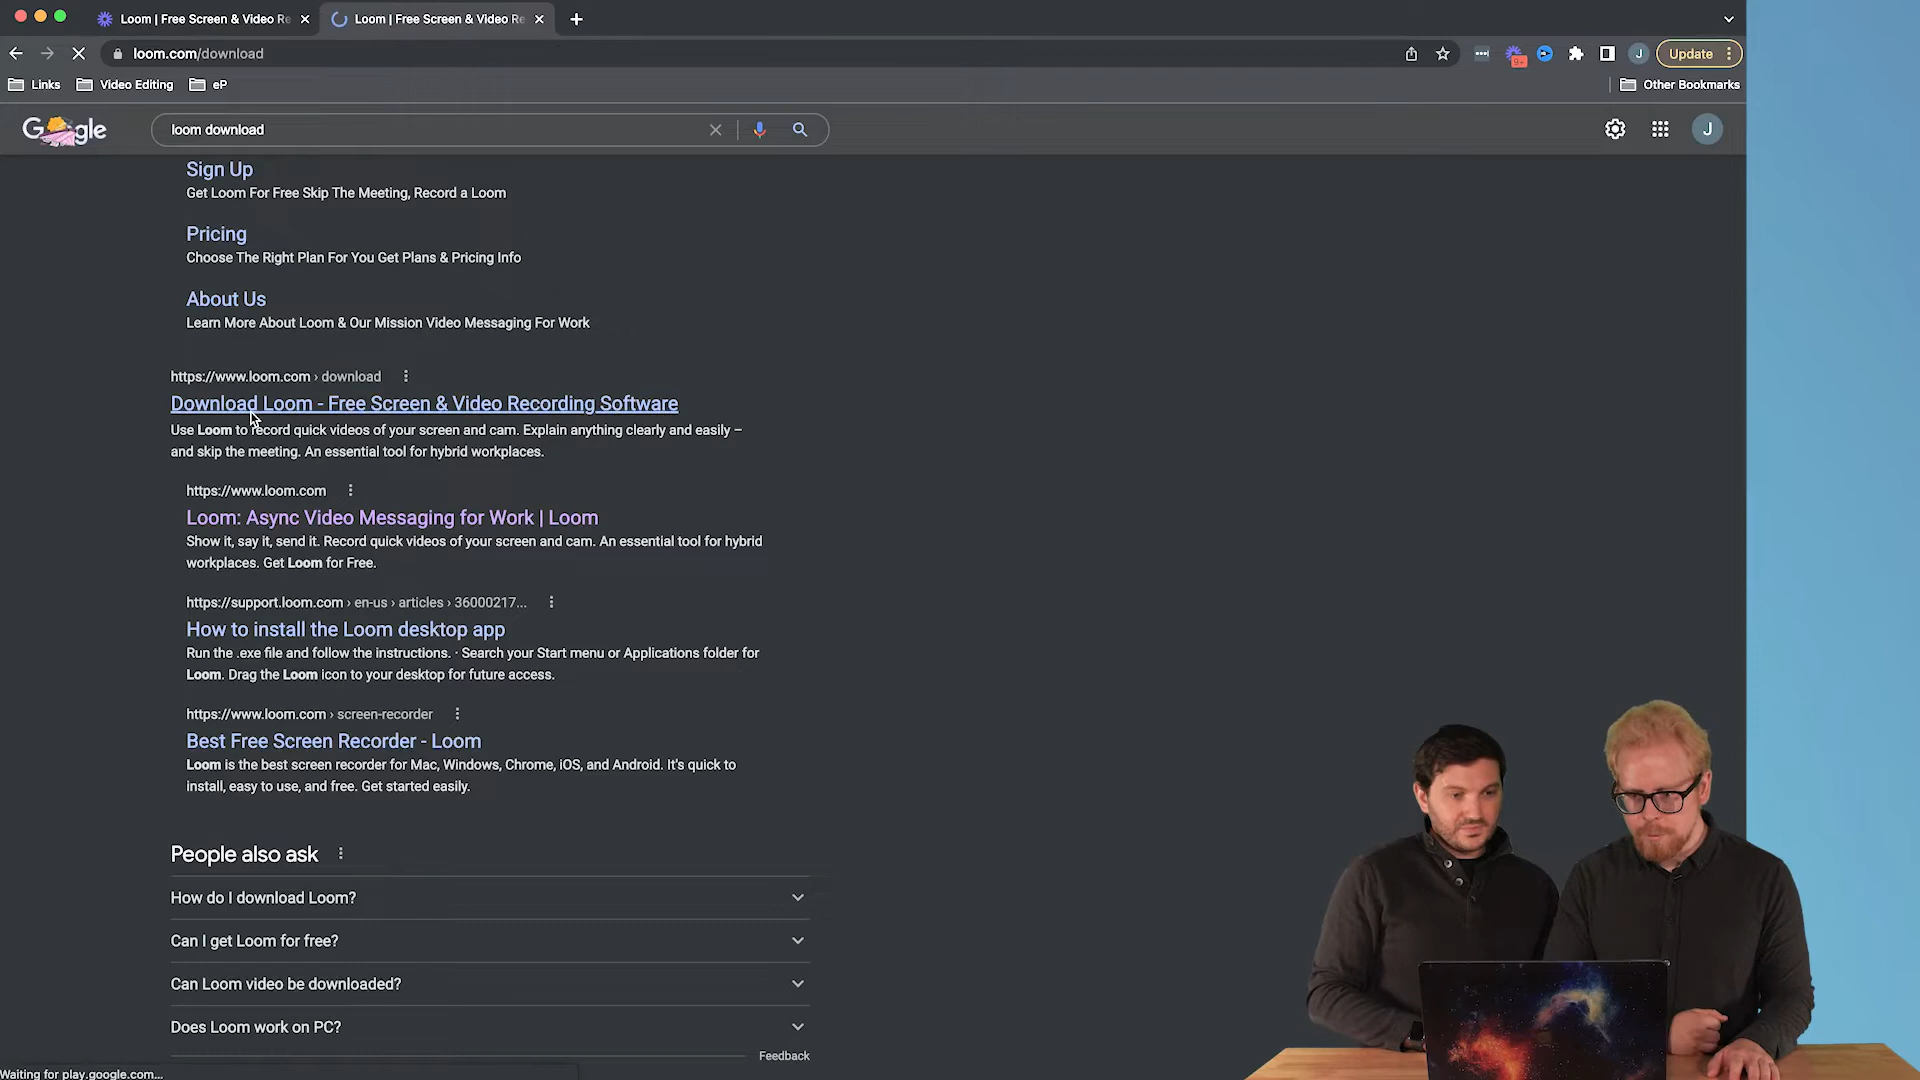 Loom | Free Screen & Video Re
Loom | Free Screen & Video Re
loom.com/download
9+
J
Update
Links
Video Editing
eP
Other Bookmarks
Google
loom download
J
Sign Up
Get Loom For Free Skip The Meeting, Record a Loom
Pricing
Choose The Right Plan For You Get Plans & Pricing Info
About Us
Learn More About Loom & Our Mission Video Messaging For Work
https://www.loom.com › download
Download Loom - Free Screen & Video Recording Software
Use Loom to record quick videos of your screen and cam. Explain anything clearly and easily –
and skip the meeting. An essential tool for hybrid workplaces.
https://www.loom.com
Loom: Async Video Messaging for Work | Loom
Show it, say it, send it. Record quick videos of your screen and cam. An essential tool for hybrid
workplaces. Get Loom for Free.
https://support.loom.com › en-us › articles › 36000217...
How to install the Loom desktop app
Run the .exe file and follow the instructions. · Search your Start menu or Applications folder for
Loom. Drag the Loom icon to your desktop for future access.
https://www.loom.com › screen-recorder
Best Free Screen Recorder - Loom
Loom is the best screen recorder for Mac, Windows, Chrome, iOS, and Android. It's quick to
install, easy to use, and free. Get started easily.
People also ask
How do I download Loom?
Can I get Loom for free?
Can Loom video be downloaded?
Does Loom work on PC?
Feedback
Waiting for play.google.com...